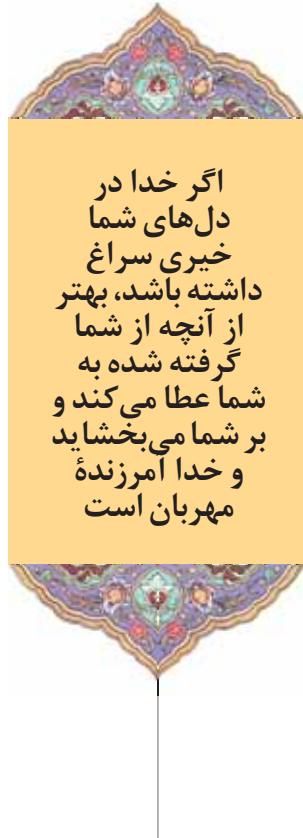 اگر خدا در
دل‌های شما
خیری سراغ
داشته باشد، بهتر
از آنچه از شما
گرفته شده به
شما عطا می‌کند و
بر شما می‌بخشاید
و خدا آمرزندۀ
مهربان است